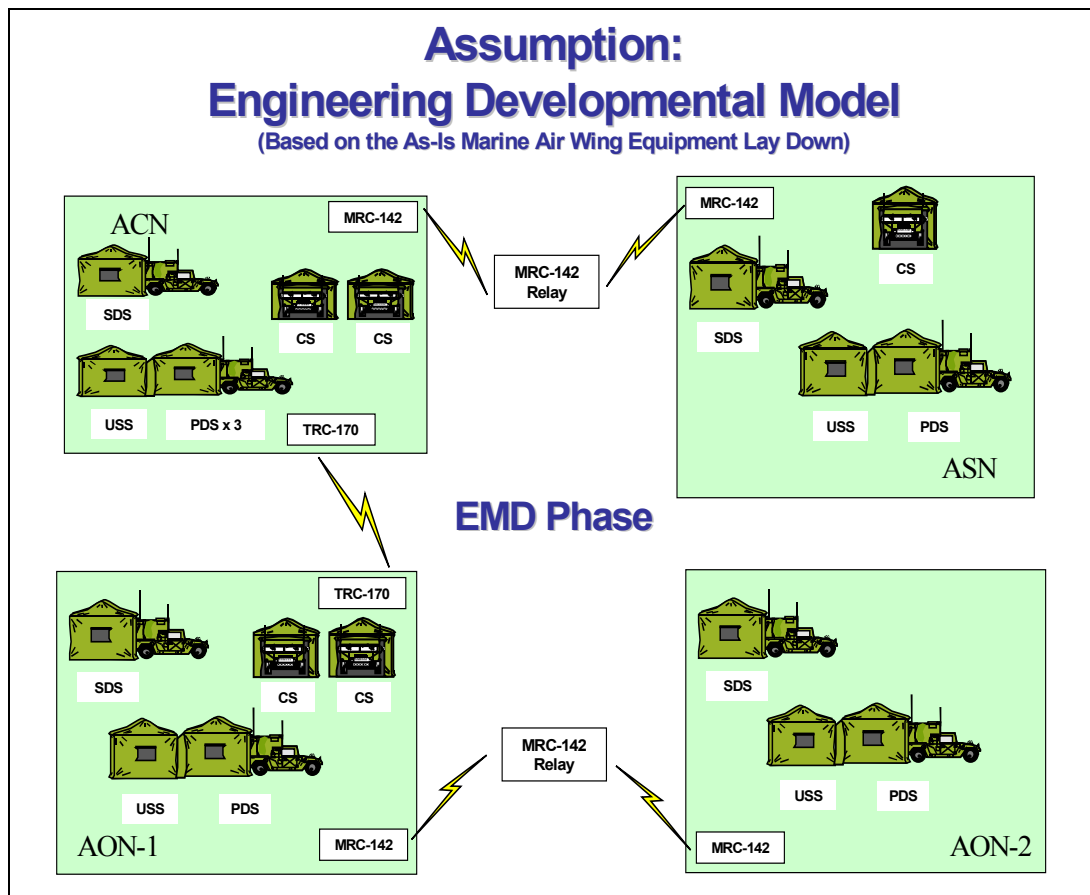 Assumption:
Engineering Developmental Model
(Based on the As-Is Marine Air Wing Equipment Lay Down)
ACN
MRC-142
SDS
CS
CS
USS
PDS x 3
TRC-170
MRC-142
Relay
MRC-142
CS
SDS
USS
PDS
ASN
EMD Phase
TRC-170
SDS
CS
CS
USS
PDS
AON-1
MRC-142
MRC-142
Relay
SDS
USS
PDS
MRC-142
AON-2